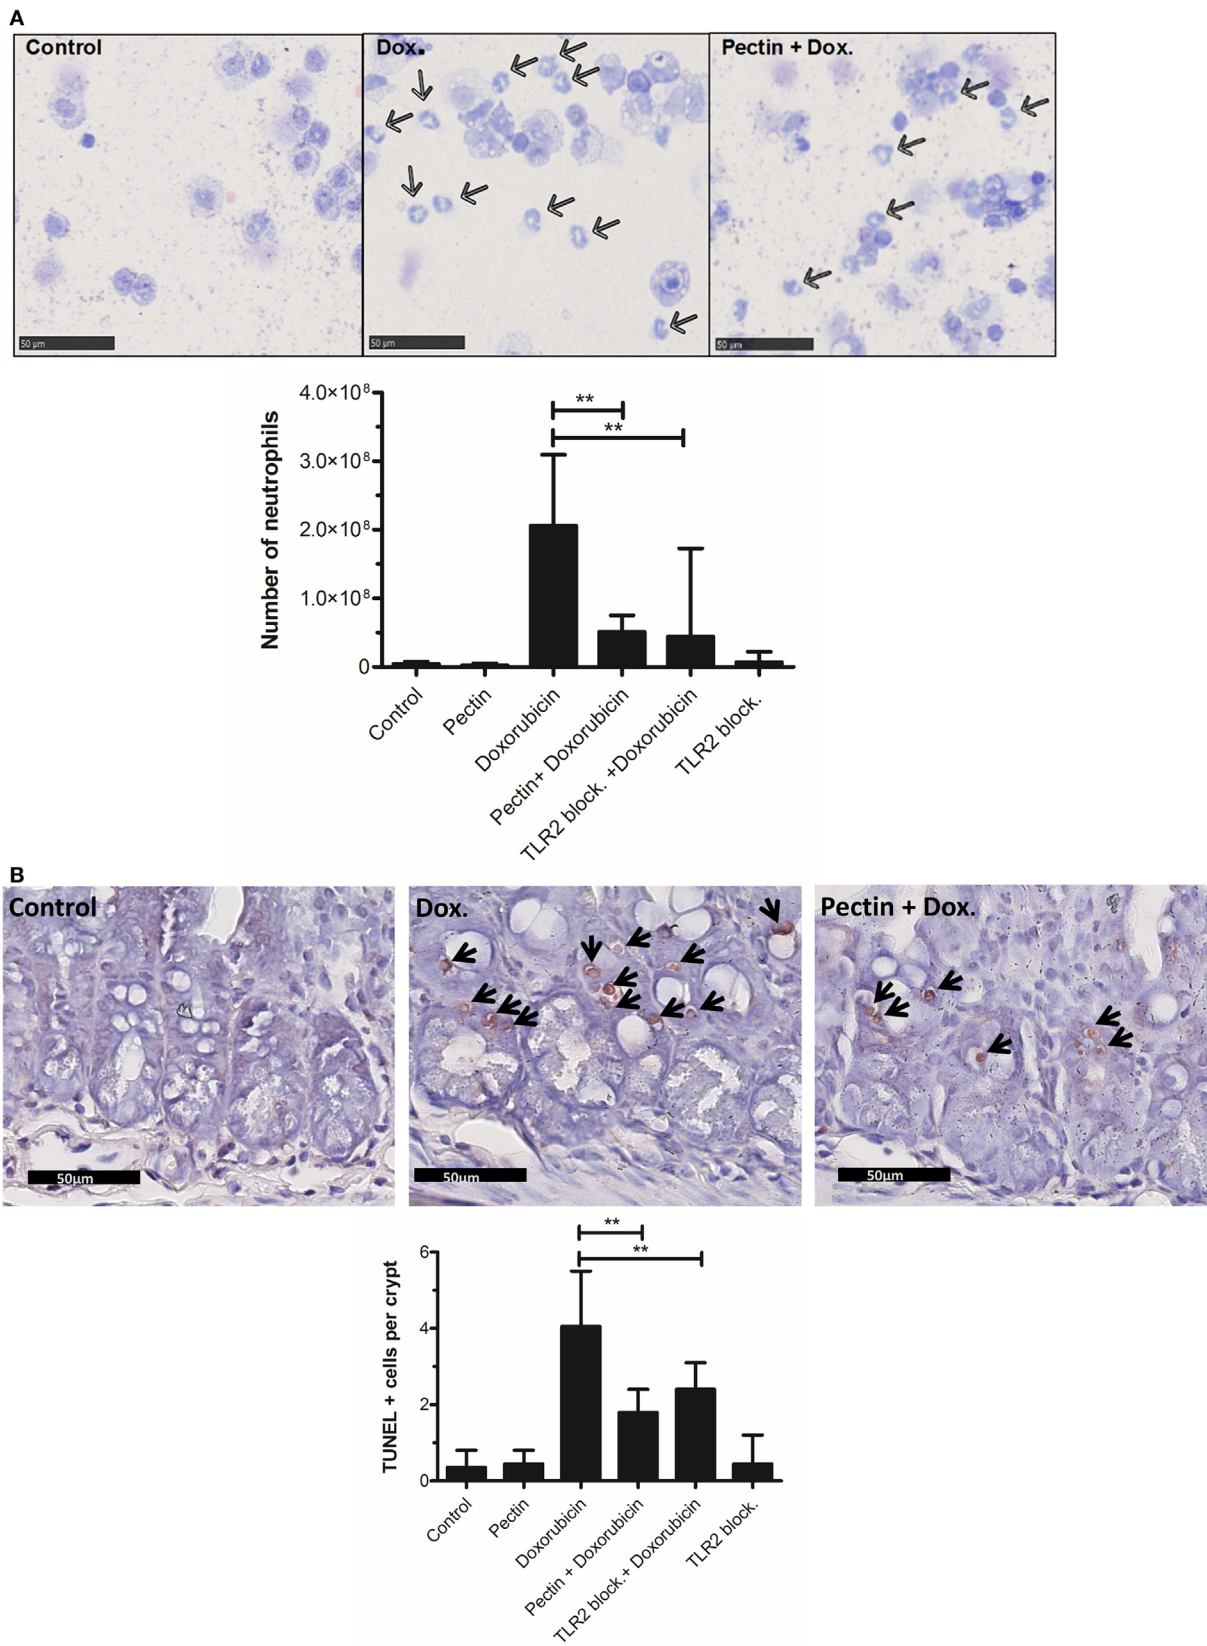 A
Control
Dox.
Pectin + Dox.
50 µm
50 µm
50 µm
4.0×10⁸
3.0×10⁸
2.0×10⁸
1.0×10⁸
0
Number of neutrophils
**
**
Control
Pectin
Doxorubicin
Pectin+ Doxorubicin
TLR2 block. +Doxorubicin
TLR2 block.
B
Control
Dox.
Pectin + Dox.
50µm
50µm
50µm
6
4
2
0
TUNEL + cells per crypt
**
**
Control
Pectin
Doxorubicin
Pectin + Doxorubicin
TLR2 block.+ Doxorubicin
TLR2 block.